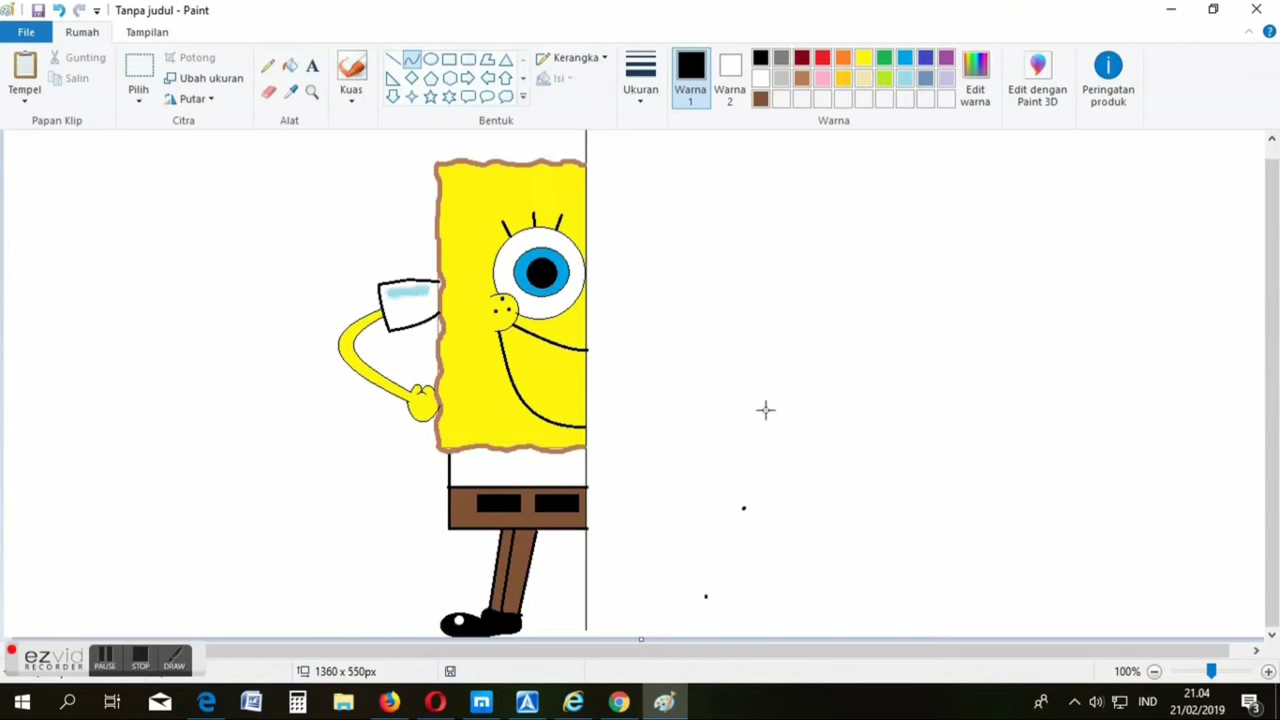 Tanpa judul - Paint
File
Rumah
Tampilan
Tempel
Gunting
Salin
Papan Klip
Pilih
Potong
Ubah ukuran
Putar
Citra
A
Alat
Kuas
Kerangka
Isi
Bentuk
Ukuran
Warna
1
Warna
2
Edit
warna
Warna
Edit dengan
Paint 3D
Peringatan
produk
ezvid
RECORDER
PAUSE
STOP
DRAW
1360 x 550px
100%
IND
21.04
21/02/2019
3